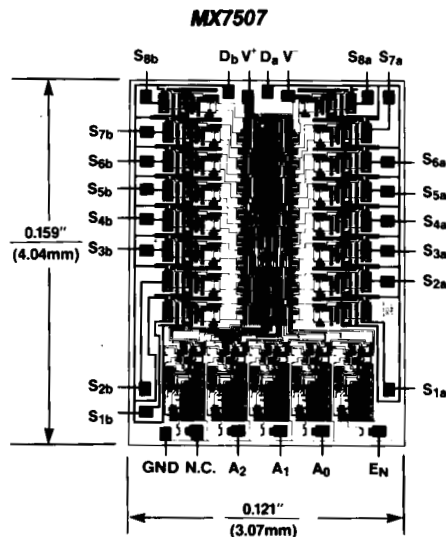 MX7507
S8b Db V+ Da V- S8a S7a
S7b
S6b S6a
S5b S5a
S4b S4a
0.159"
(4.04mm)
S3b S3a
S2a
S2b S1a
S1b
GND N.C. A2 A1 A0 EN
0.121"
(3.07mm)